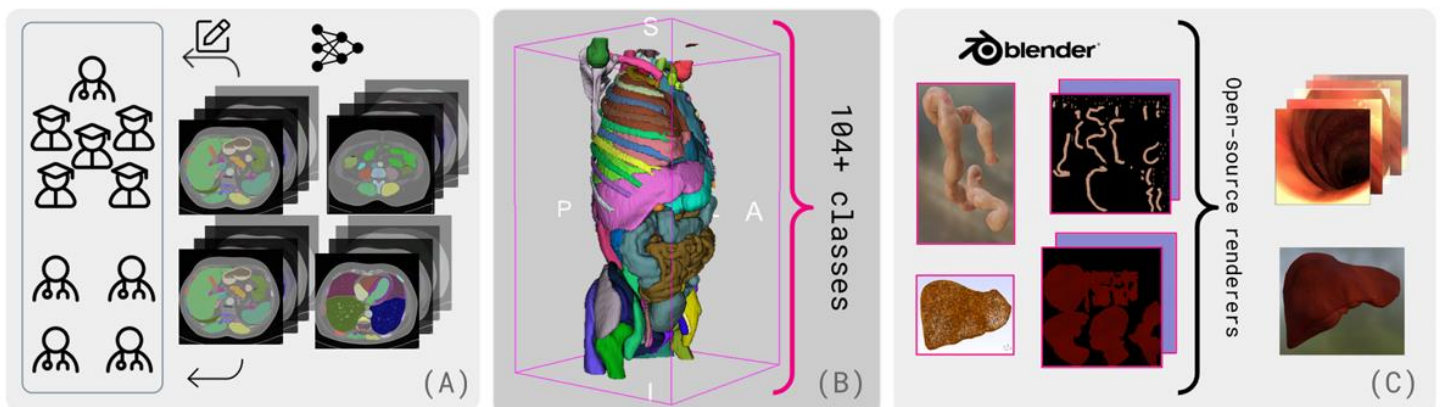 (A)
S
P
A
I
104+ classes
(B)
blender
Open-source renderers
(C)